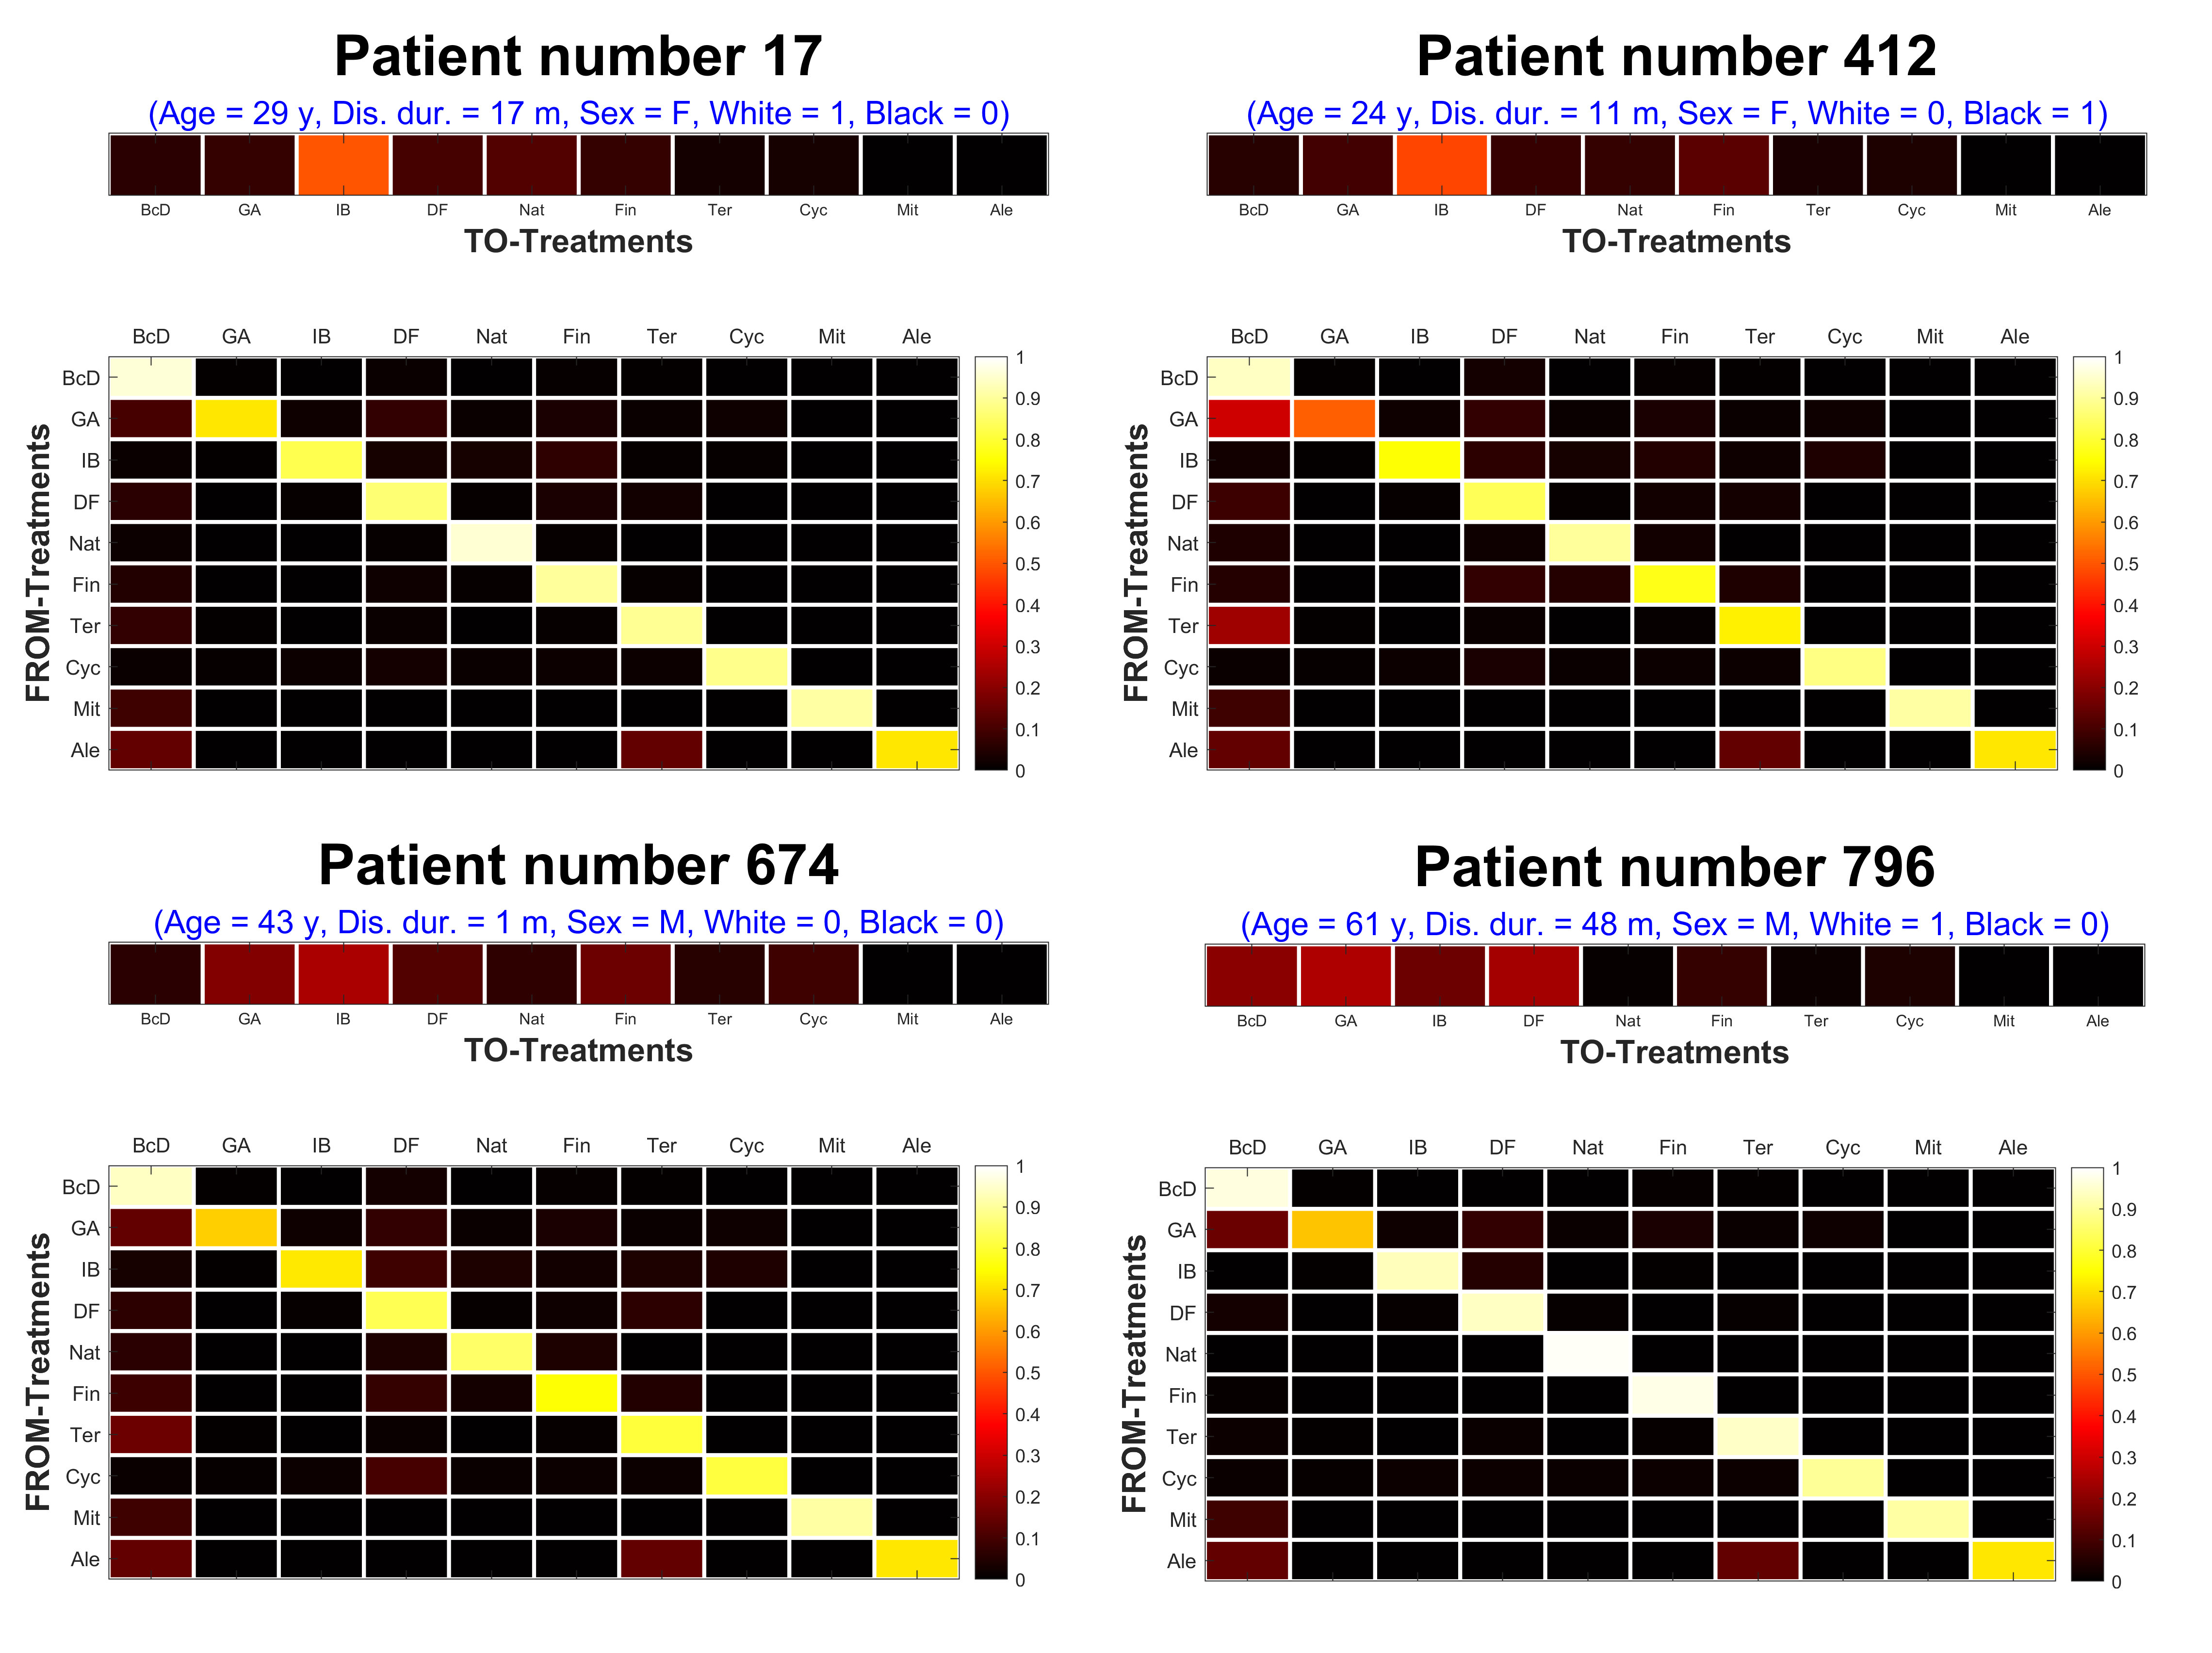 Patient number 17
(Age = 29 y, Dis. dur. = 17 m, Sex = F, White = 1, Black = 0)
BcD GA IB DF Nat Fin Ter Cyc Mit Ale
TO-Treatments
BcD GA IB DF Nat Fin Ter Cyc Mit Ale
FROM-Treatments
BcD
GA
IB
DF
Nat
Fin
Ter
Cyc
Mit
Ale
1
0.9
0.8
0.7
0.6
0.5
0.4
0.3
0.2
0.1
0
Patient number 412
(Age = 24 y, Dis. dur. = 11 m, Sex = F, White = 0, Black = 1)
BcD GA IB DF Nat Fin Ter Cyc Mit Ale
TO-Treatments
BcD GA IB DF Nat Fin Ter Cyc Mit Ale
FROM-Treatments
BcD
GA
IB
DF
Nat
Fin
Ter
Cyc
Mit
Ale
1
0.9
0.8
0.7
0.6
0.5
0.4
0.3
0.2
0.1
0
Patient number 674
(Age = 43 y, Dis. dur. = 1 m, Sex = M, White = 0, Black = 0)
BcD GA IB DF Nat Fin Ter Cyc Mit Ale
TO-Treatments
BcD GA IB DF Nat Fin Ter Cyc Mit Ale
FROM-Treatments
BcD
GA
IB
DF
Nat
Fin
Ter
Cyc
Mit
Ale
1
0.9
0.8
0.7
0.6
0.5
0.4
0.3
0.2
0.1
0
Patient number 796
(Age = 61 y, Dis. dur. = 48 m, Sex = M, White = 1, Black = 0)
BcD GA IB DF Nat Fin Ter Cyc Mit Ale
TO-Treatments
BcD GA IB DF Nat Fin Ter Cyc Mit Ale
FROM-Treatments
BcD
GA
IB
DF
Nat
Fin
Ter
Cyc
Mit
Ale
1
0.9
0.8
0.7
0.6
0.5
0.4
0.3
0.2
0.1
0